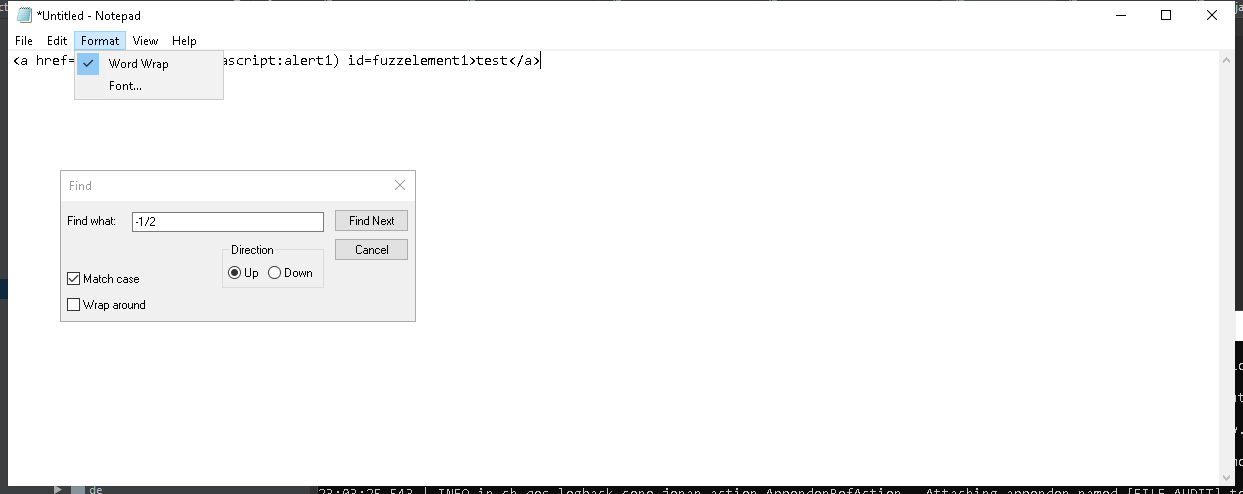 *Untitled - Notepad
File Edit Format View Help
<a href= ascript:alert1) id=fuzzelement1>test</a>
Word Wrap
Font...
Find
Find what: -1/2 Find Next
Direction Cancel
Up Down
Match case
Wrap around
de
23:03:25,543 | INFO in ch.qos.logback.core.joran.action.AppenderRefAction - Attaching appender named [FILE_AUDIT] t